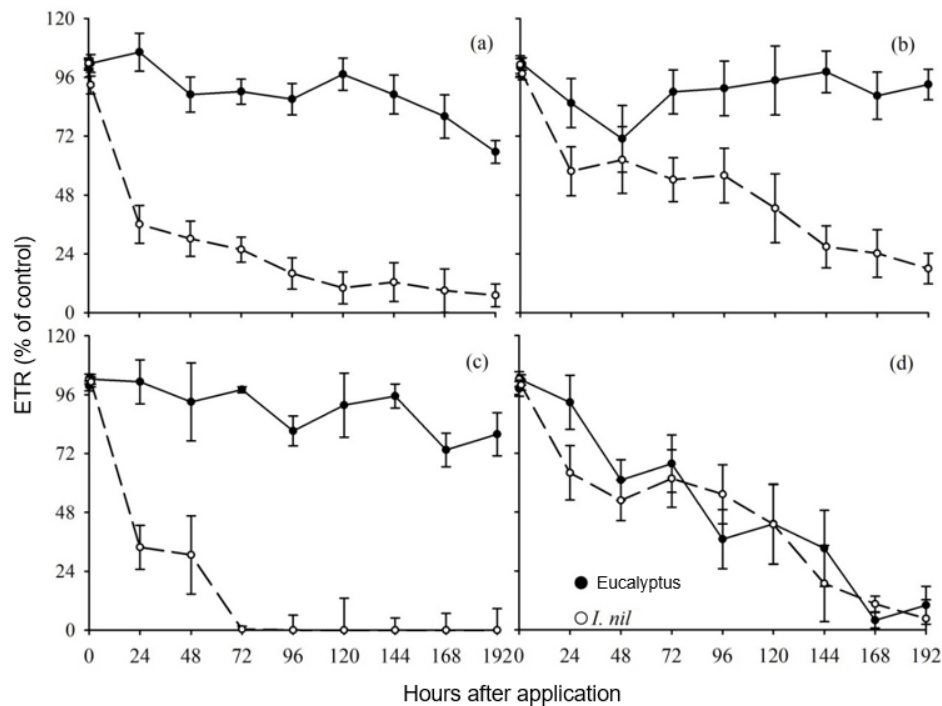 120
96
72
48
24
0
(a)
(b)
120
96
72
48
24
0
(c)
(d)
Eucalyptus
I. nil
0 24 48 72 96 120 144 168 192
24 48 72 96 120 144 168 192
ETR (% of control)
Hours after application